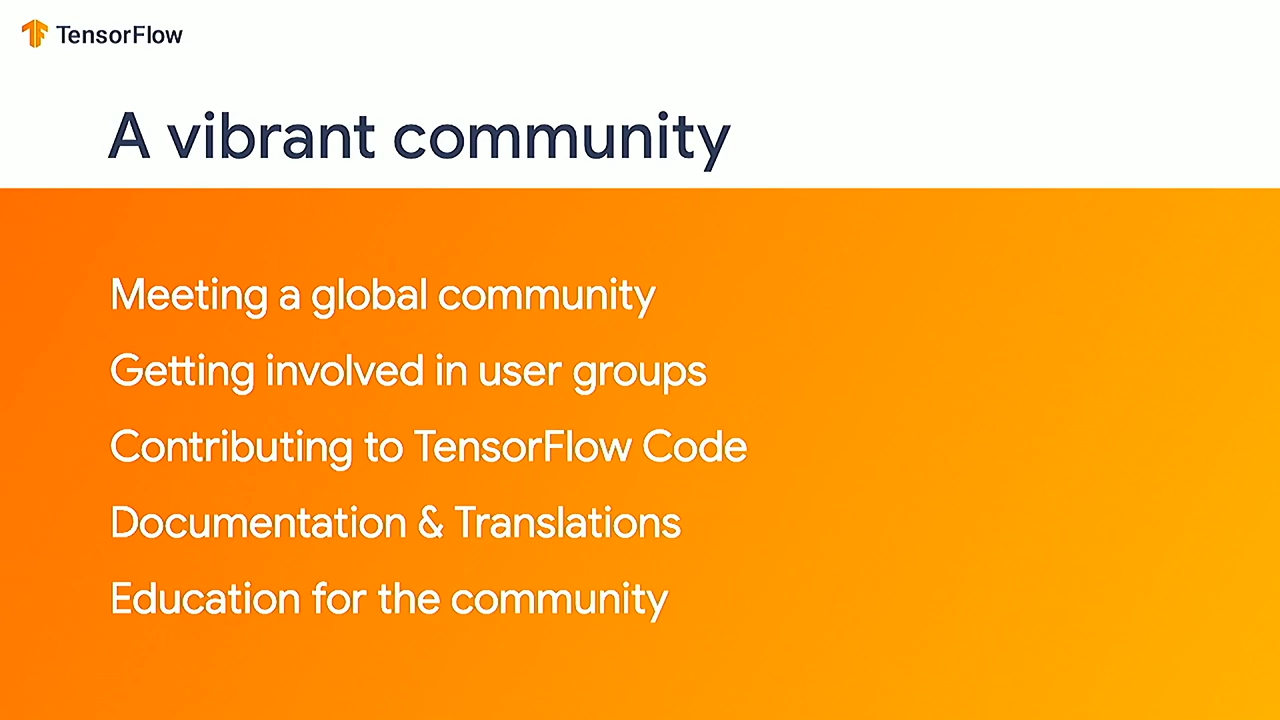 TensorFlow
A vibrant community
Meeting a global community
Getting involved in user groups
Contributing to TensorFlow Code
Documentation & Translations
Education for the community